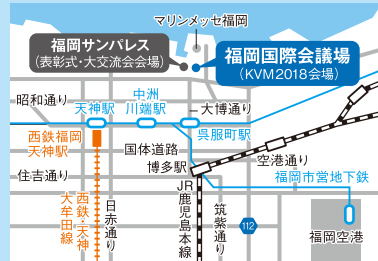 マリンメッセ福岡
福岡サンパレス
(表彰式・大交流会会場)
福岡国際会議場
(KVM2018会場)
昭和通り
天神駅
中洲
川端駅
大博通り
呉服町駅
西鉄福岡
天神駅
国体道路
博多駅
空港通り
住吉通り
福岡市営地下鉄
西鉄・天神
大牟田線
日赤通り
JR
鹿児島本線
筑紫通り
112
福岡空港